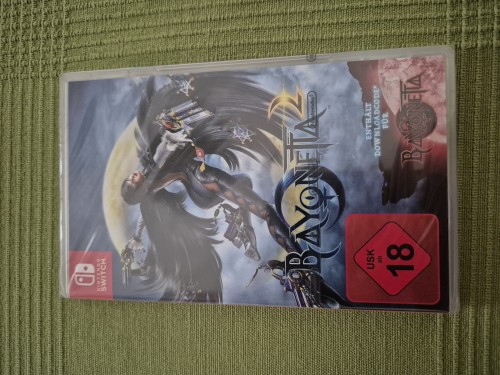 NINTENDO
SWITCH
BAYONETTA 2
ENTHÄLT
DOWNLOADCODE*
FÜR
BAYONETTA
USK
ab
18